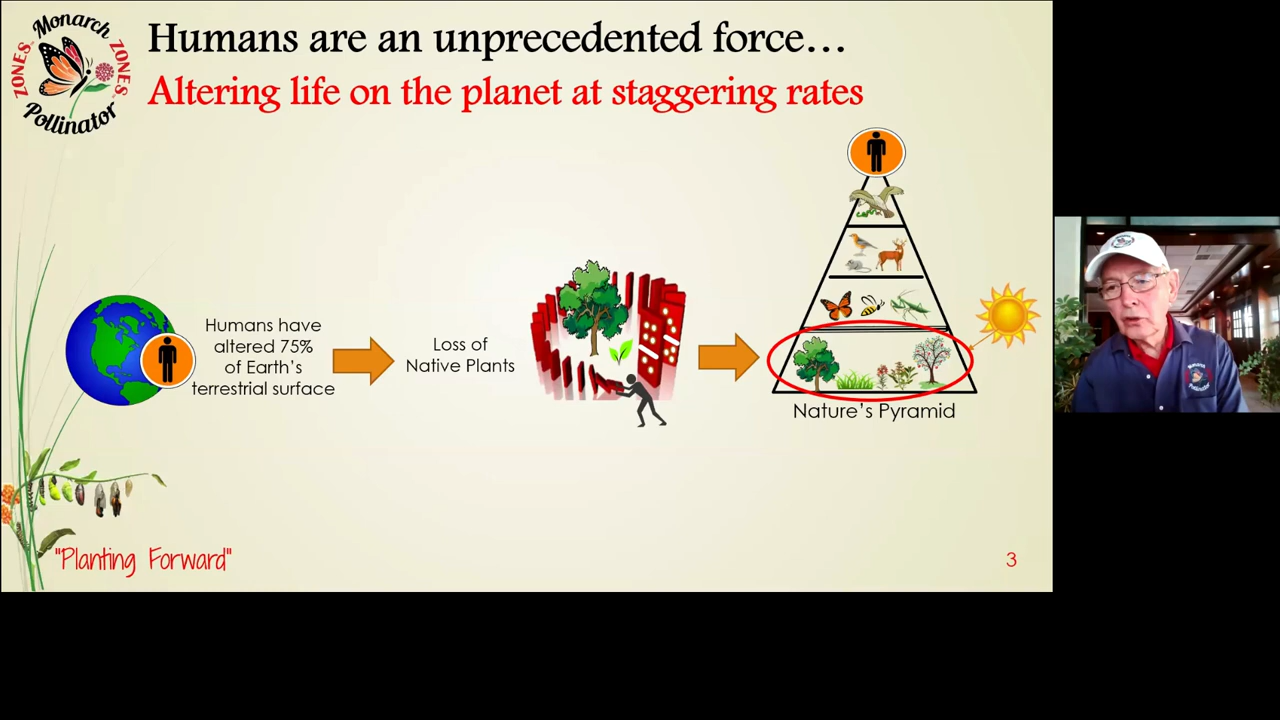 Monarch
ZONES
ZONES
Pollinator
Humans are an unprecedented force...
Altering life on the planet at staggering rates
Humans have
altered 75%
of Earth's
terrestrial surface
Loss of
Native Plants
Nature's Pyramid
"Planting Forward"
3